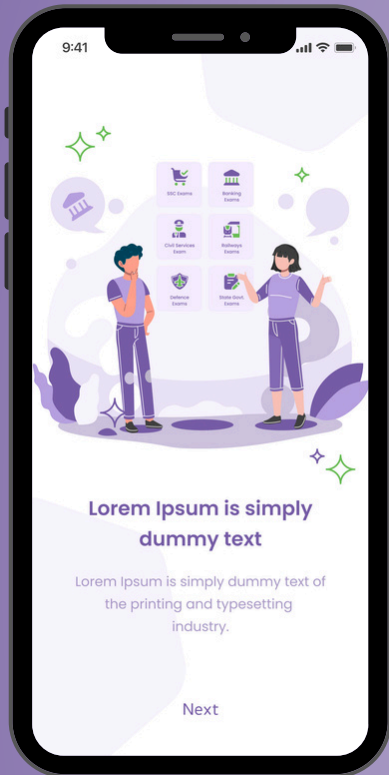 9:41
SSC Exams
Banking
Exams
Civil Services
Exam
Railways
Exams
Defence
Exams
State Govt.
Exams
Lorem Ipsum is simply
dummy text
Lorem Ipsum is simply dummy text of
the printing and typesetting
industry.
Next